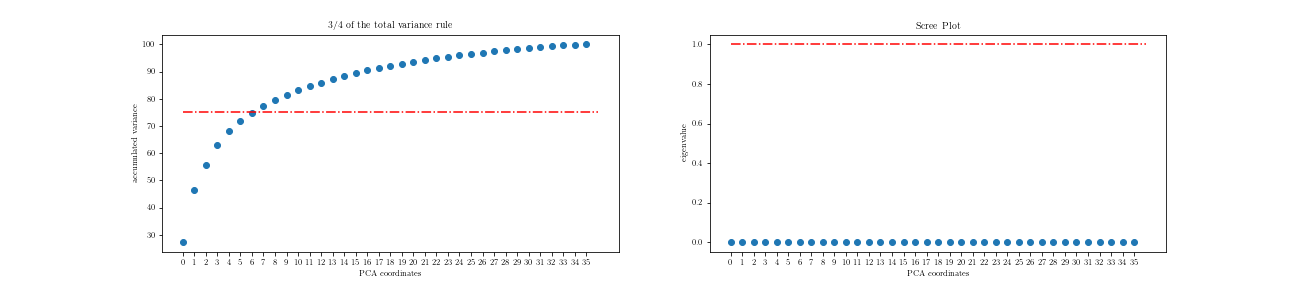 3/4 of the total variance rule
accumulated variance
100
90
80
70
60
50
40
30
0 1 2 3 4 5 6 7 8 9 10 11 12 13 14 15 16 17 18 19 20 21 22 23 24 25 26 27 28 29 30 31 32 33 34 35
PCA coordinates
Scree Plot
eigenvalue
1.0
0.8
0.6
0.4
0.2
0.0
0 1 2 3 4 5 6 7 8 9 10 11 12 13 14 15 16 17 18 19 20 21 22 23 24 25 26 27 28 29 30 31 32 33 34 35
PCA coordinates